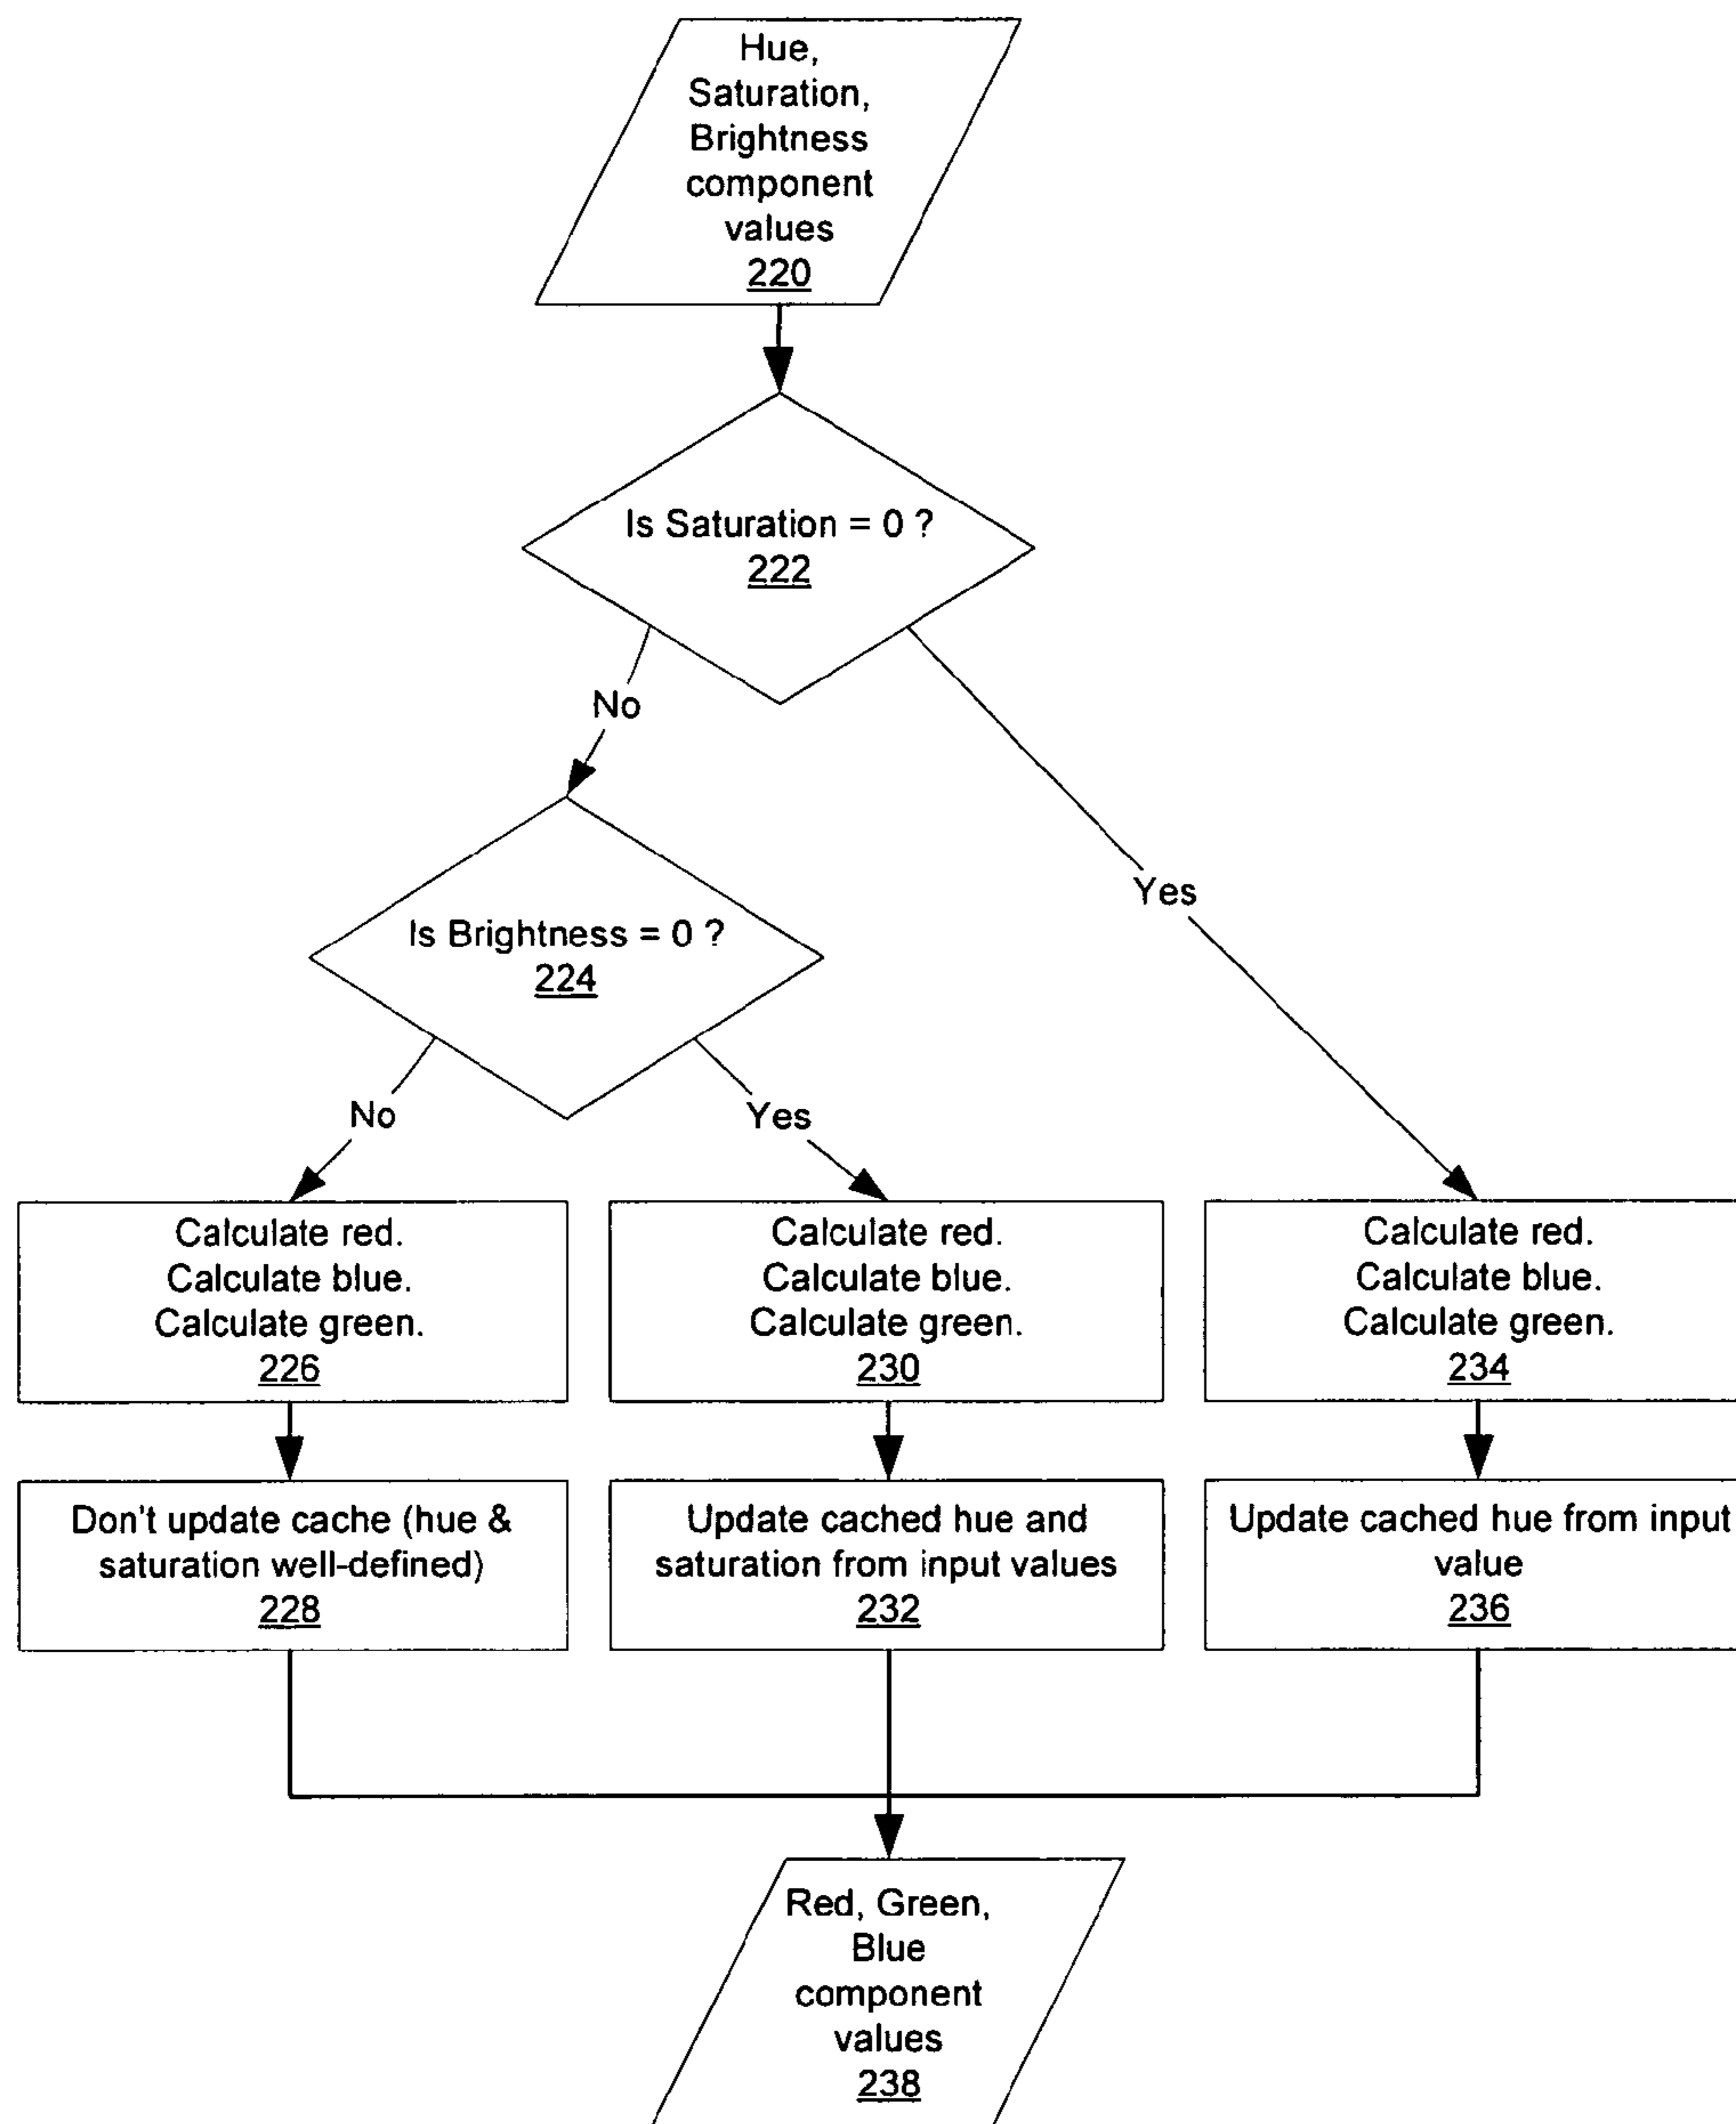 Hue,
Saturation,
Brightness
component
values
220
Is Saturation = 0 ?
222
No
Yes
Is Brightness = 0 ?
224
No
Yes
Calculate red.
Calculate blue.
Calculate green.
226
Calculate red.
Calculate blue.
Calculate green.
230
Calculate red.
Calculate blue.
Calculate green.
234
Don't update cache (hue &
saturation well-defined)
228
Update cached hue and
saturation from input values
232
Update cached hue from input
value
236
Red, Green,
Blue
component
values
238